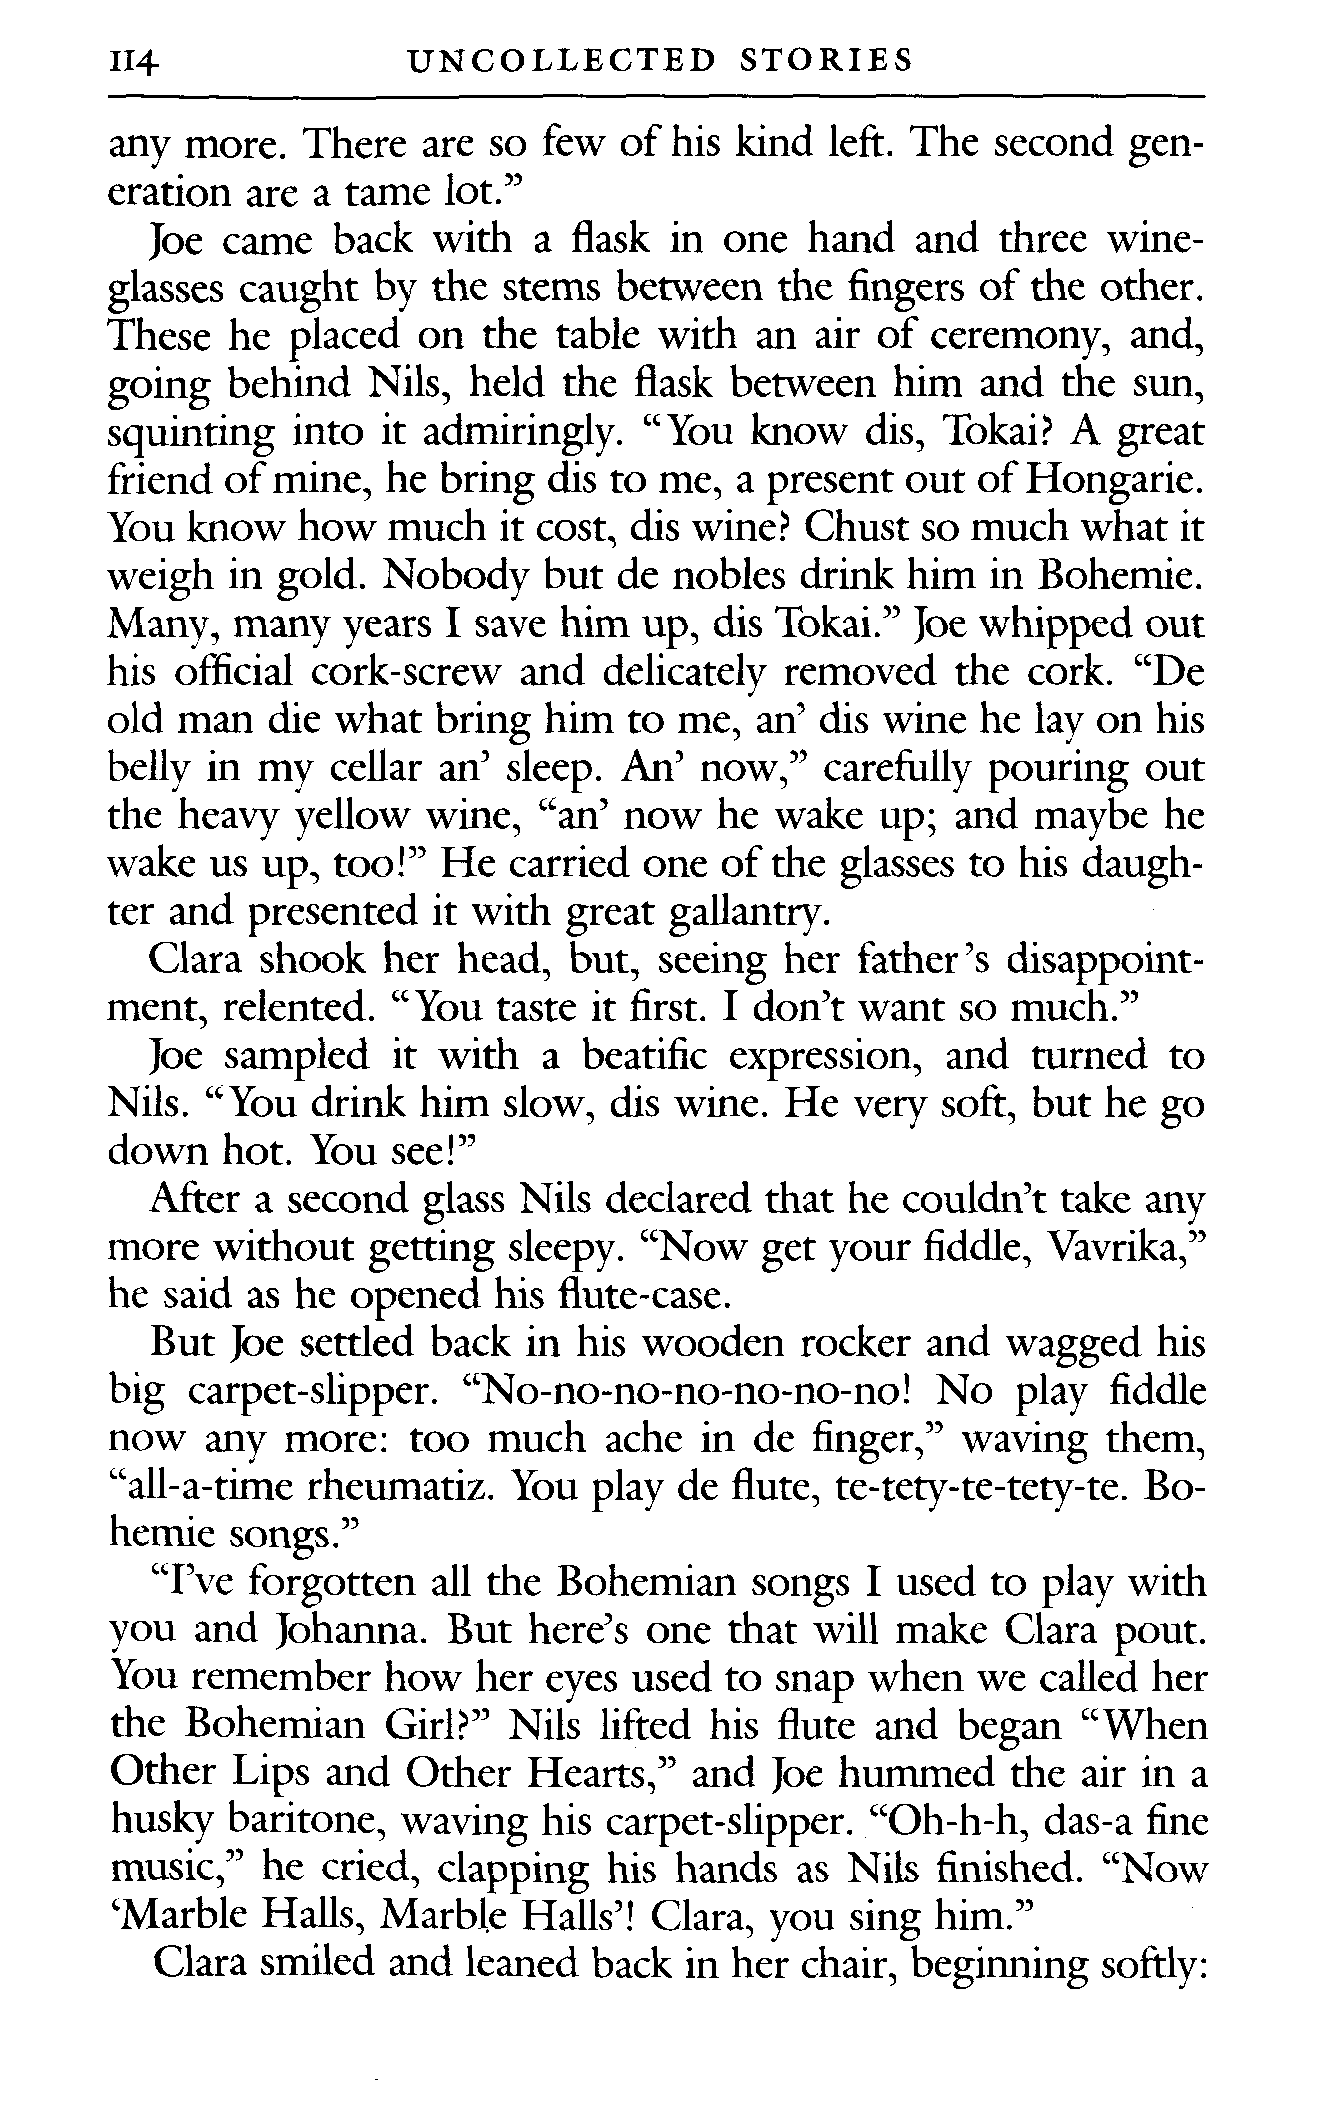 114 UNCOLLECTED STORIES
any more. There are so few of his kind left. The second gen-
eration are a tame lot.”
Joe came back with a flask in one hand and three wine-
glasses caught by the stems between the fingers of the other.
These he placed on the table with an air of ceremony, and,
going behind Nils, held the flask between him and the sun,
squinting into it admiringly. “You know dis, Tokai? A great
friend of mine, he bring dis to me, a present out of Hongarie.
You know how much it cost, dis wine? Chust so much what it
weigh in gold. Nobody but de nobles drink him in Bohemie.
Many, many years I save him up, dis Tokai.” Joe whipped out
his official cork-screw and delicately removed the cork. “De
old man die what bring him to me, an’ dis wine he lay on his
belly in my cellar an’ sleep. An’ now,” carefully pouring out
the heavy yellow wine, “an’ now he wake up; and maybe he
wake us up, too!” He carried one of the glasses to his daugh-
ter and presented it with great gallantry.
Clara shook her head, but, seeing her father’s disappoint-
ment, relented. “You taste it first. I don’t want so much.”
Joe sampled it with a beatific expression, and turned to
Nils. “You drink him slow, dis wine. He very soft, but he go
down hot. You see!”
After a second glass Nils declared that he couldn’t take any
more without getting sleepy. “Now get your fiddle, Vavrika,”
he said as he opened his flute-case.
But Joe settled back in his wooden rocker and wagged his
big carpet-slipper. “No-no-no-no-no-no-no! No play fiddle
now any more: too much ache in de finger,” waving them,
“all-a-time rheumatiz. You play de flute, te-tety-te-tety-te. Bo-
hemie songs.”
“I’ve forgotten all the Bohemian songs I used to play with
you and Johanna. But here’s one that will make Clara pout.
You remember how her eyes used to snap when we called her
the Bohemian Girl?” Nils lifted his flute and began “When
Other Lips and Other Hearts,” and Joe hummed the air in a
husky baritone, waving his carpet-slipper. “Oh-h-h, das-a fine
music,” he cried, clapping his hands as Nils finished. “Now
‘Marble Halls, Marble Halls’! Clara, you sing him.”
Clara smiled and leaned back in her chair, beginning softly: